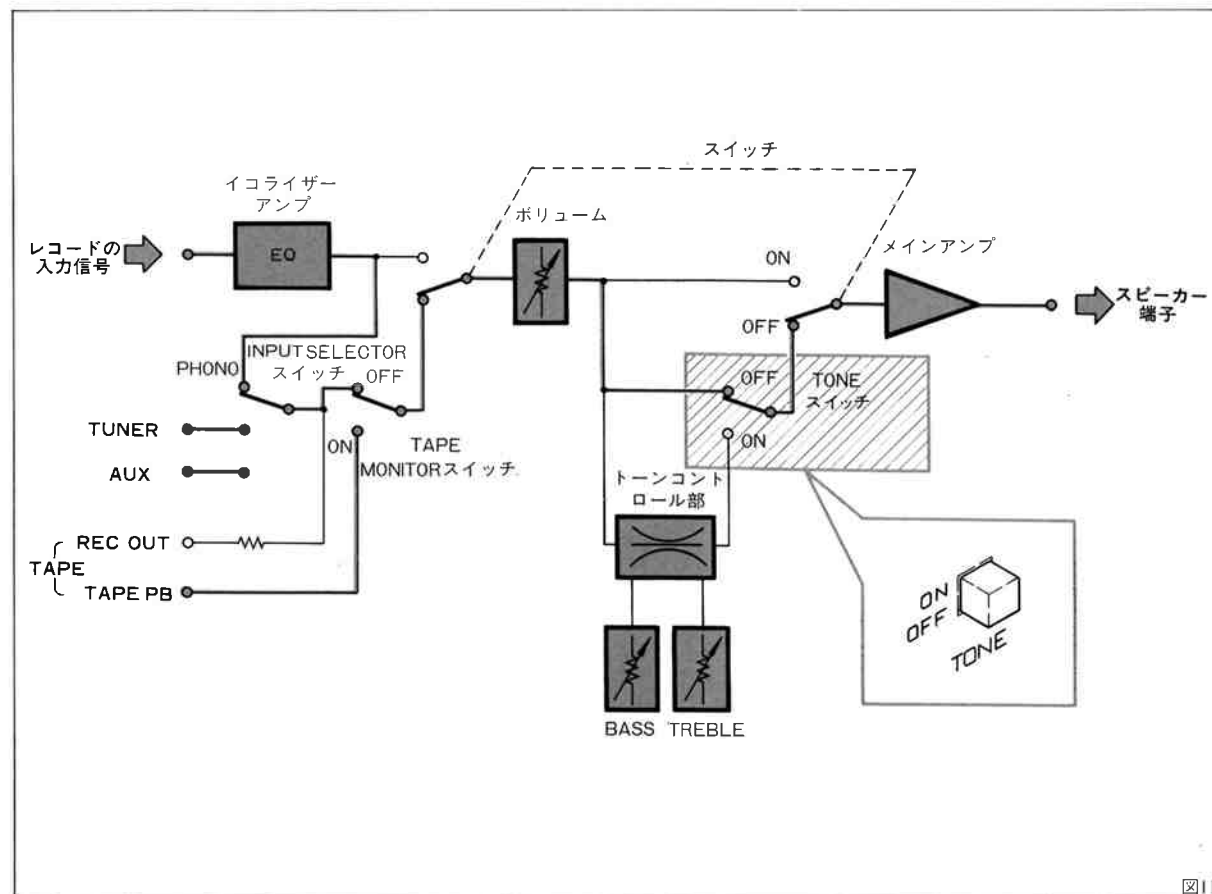 スイッチ
イコライザー
アンプ
ボリューム
レコードの
入力信号
EQ
ON
メインアンプ
スピーカー
端子
OFF
PHONO
INPUT SELECTOR
スイッチ
OFF
OFF
TONE
スイッチ
TUNER
ON
TAPE
MONITORスイッチ
ON
AUX
トーンコント
ロール部
REC OUT
TAPE
TAPE PB
ON
OFF
TONE
BASS
TREBLE
図1